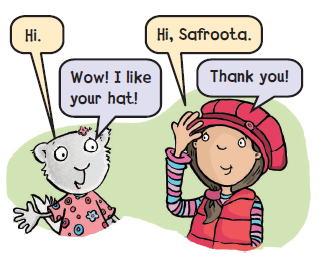 Hi.
Hi, Safroota.
Wow! I like
your hat!
Thank you!